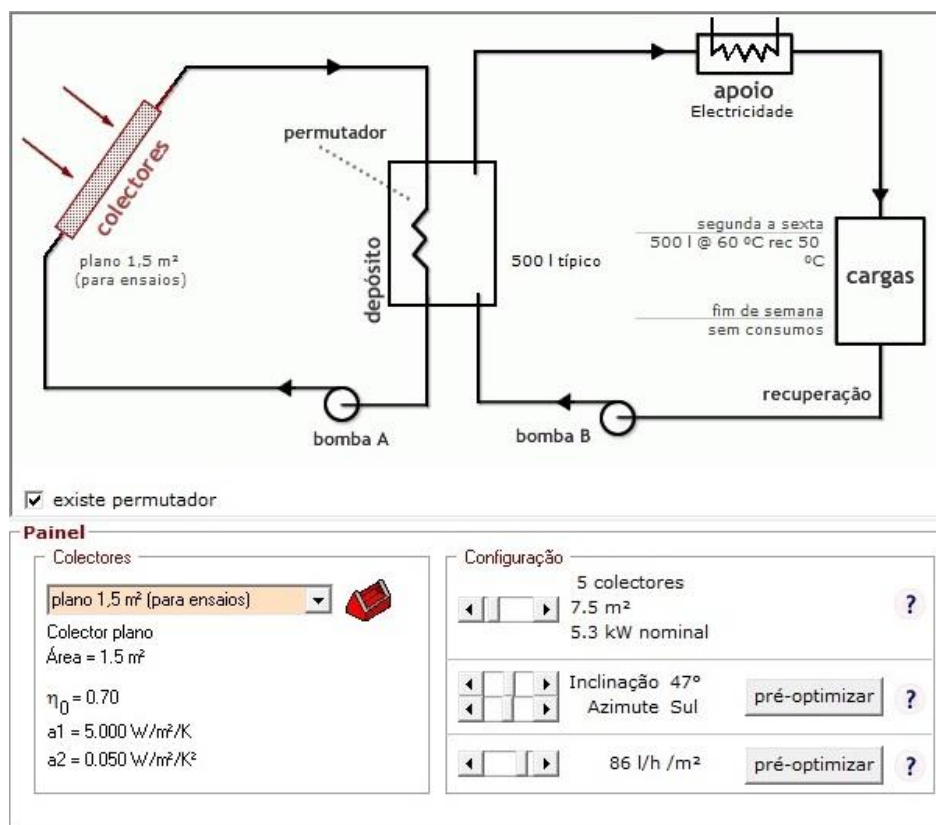 apoio
Electricidade
permutador
colectores
plano 1,5 m²
(para ensaios)
depósito
500 l típico
segunda a sexta
500 l @ 60 ºC rec 50
ºC
cargas
fim de semana
sem consumos
recuperação
bomba A
bomba B
existe permutador
Painel
Colectores
plano 1,5 m² (para ensaios)
Colector plano
Área = 1.5 m²
η0 = 0.70
a1 = 5.000 W/m²/K
a2 = 0.050 W/m²/K²
Configuração
5 colectores
7.5 m²
5.3 kW nominal
?
Inclinação 47°
Azimute Sul
pré-optimizar
?
86 l/h /m²
pré-optimizar
?